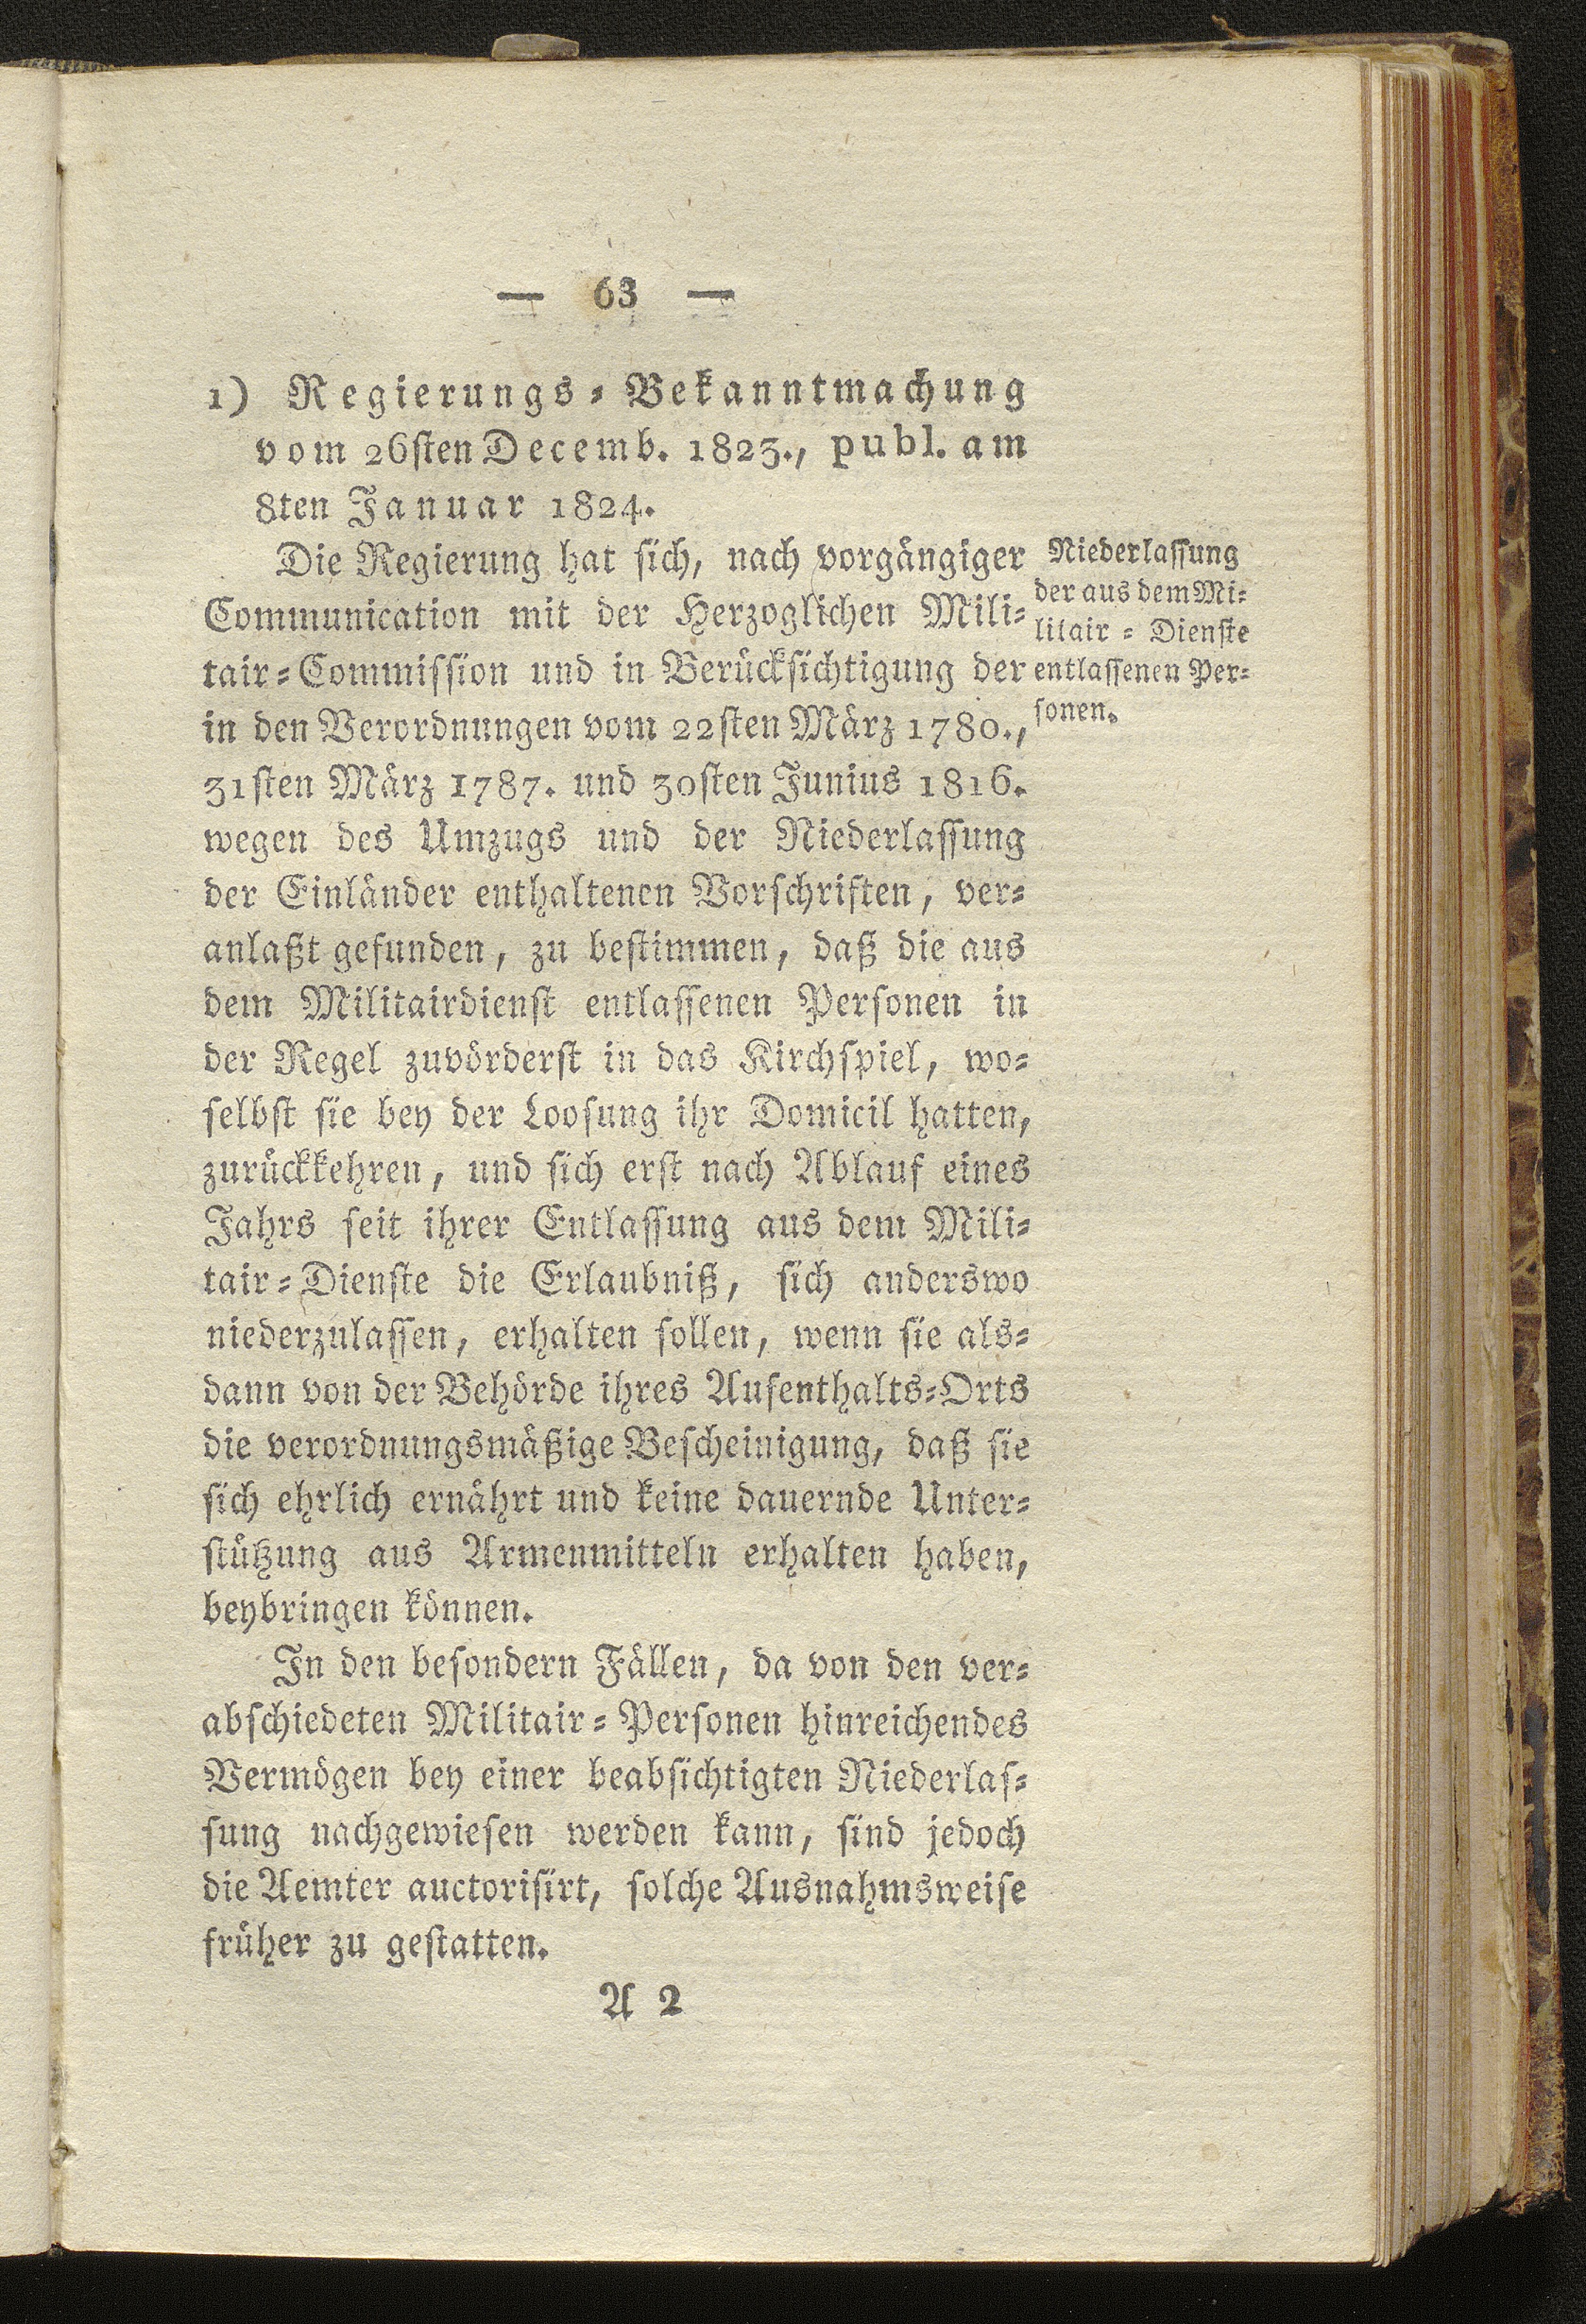 — 63 —
1) Regierungs-Bekanntmachung
vom 26sten Decemb. 1823., publ. am
8ten Januar 1824.
Die Regierung hat sich, nach vorgängiger
Communication mit der Herzoglichen Mili-
tair-Commission und in Berücksichtigung der
in den Verordnungen vom 22sten März 1780.,
31sten März 1787. und 30sten Junius 1816.
wegen des Umzugs und der Niederlassung
der Einländer enthaltenen Vorschriften, ver-
anlaßt gefunden, zu bestimmen, daß die aus
dem Militairdienst entlassenen Personen in
der Regel zuvörderst in das Kirchspiel, wo-
selbst sie bey der Loosung ihr Domicil hatten,
zurückkehren, und sich erst nach Ablauf eines
Jahrs seit ihrer Entlassung aus dem Mili-
tair-Dienste die Erlaubniß, sich anderswo
niederzulassen, erhalten sollen, wenn sie als-
dann von der Behörde ihres Aufenthalts-Orts
die verordnungsmäßige Bescheinigung, daß sie
sich ehrlich ernährt und keine dauernde Unter-
stützung aus Armenmitteln erhalten haben,
beybringen können.
In den besondern Fällen, da von den ver-
abschiedeten Militair-Personen hinreichendes
Vermögen bey einer beabsichtigten Niederlas-
sung nachgewiesen werden kann, sind jedoch
die Aemter auctorisirt, solche Ausnahmsweise
früher zu gestatten.
A 2
Niederlassung
der aus dem Mi-
lilair-Dienste
entlassenen Per-
sonen.